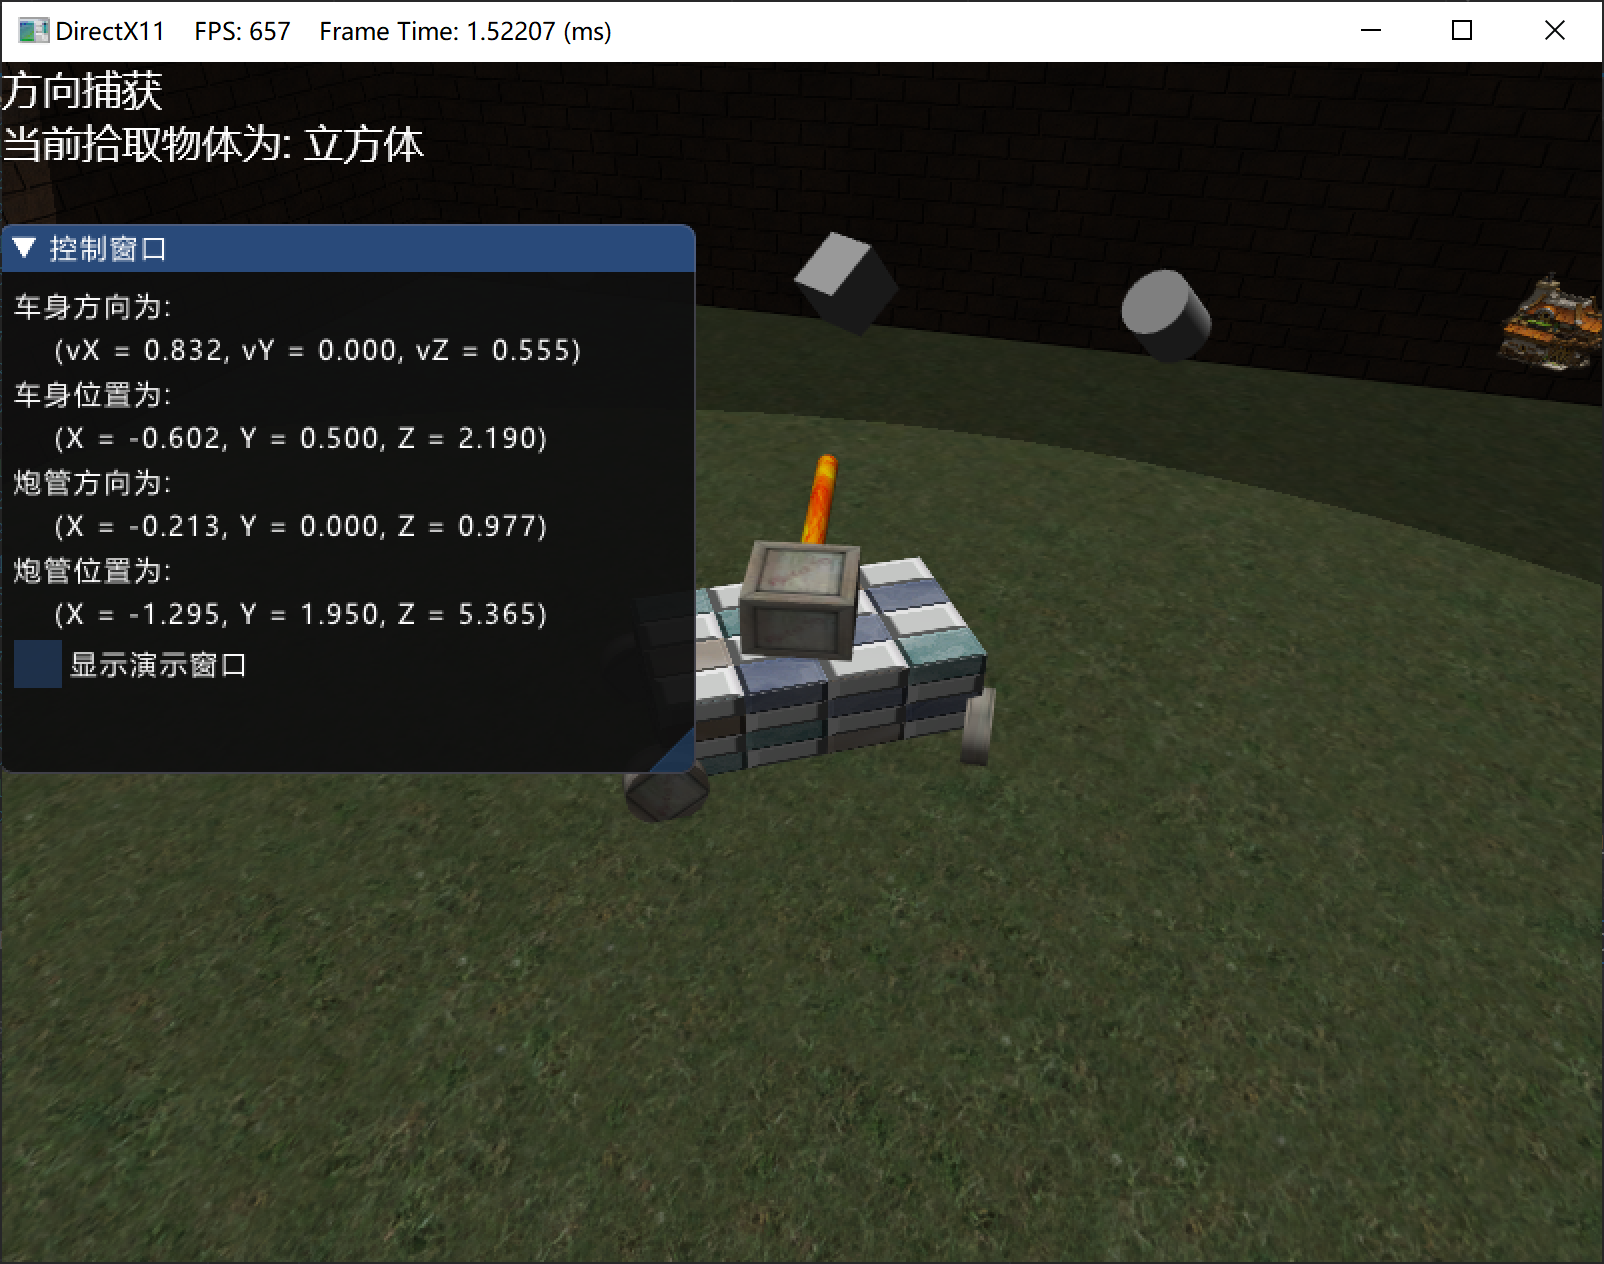 DirectX11    FPS: 657    Frame Time: 1.52207 (ms)
方向捕获
当前拾取物体为: 立方体
控制窗口
车身方向为:
(vX = 0.832, vY = 0.000, vZ = 0.555)
车身位置为:
(X = -0.602, Y = 0.500, Z = 2.190)
炮管方向为:
(X = -0.213, Y = 0.000, Z = 0.977)
炮管位置为:
(X = -1.295, Y = 1.950, Z = 5.365)
显示演示窗口